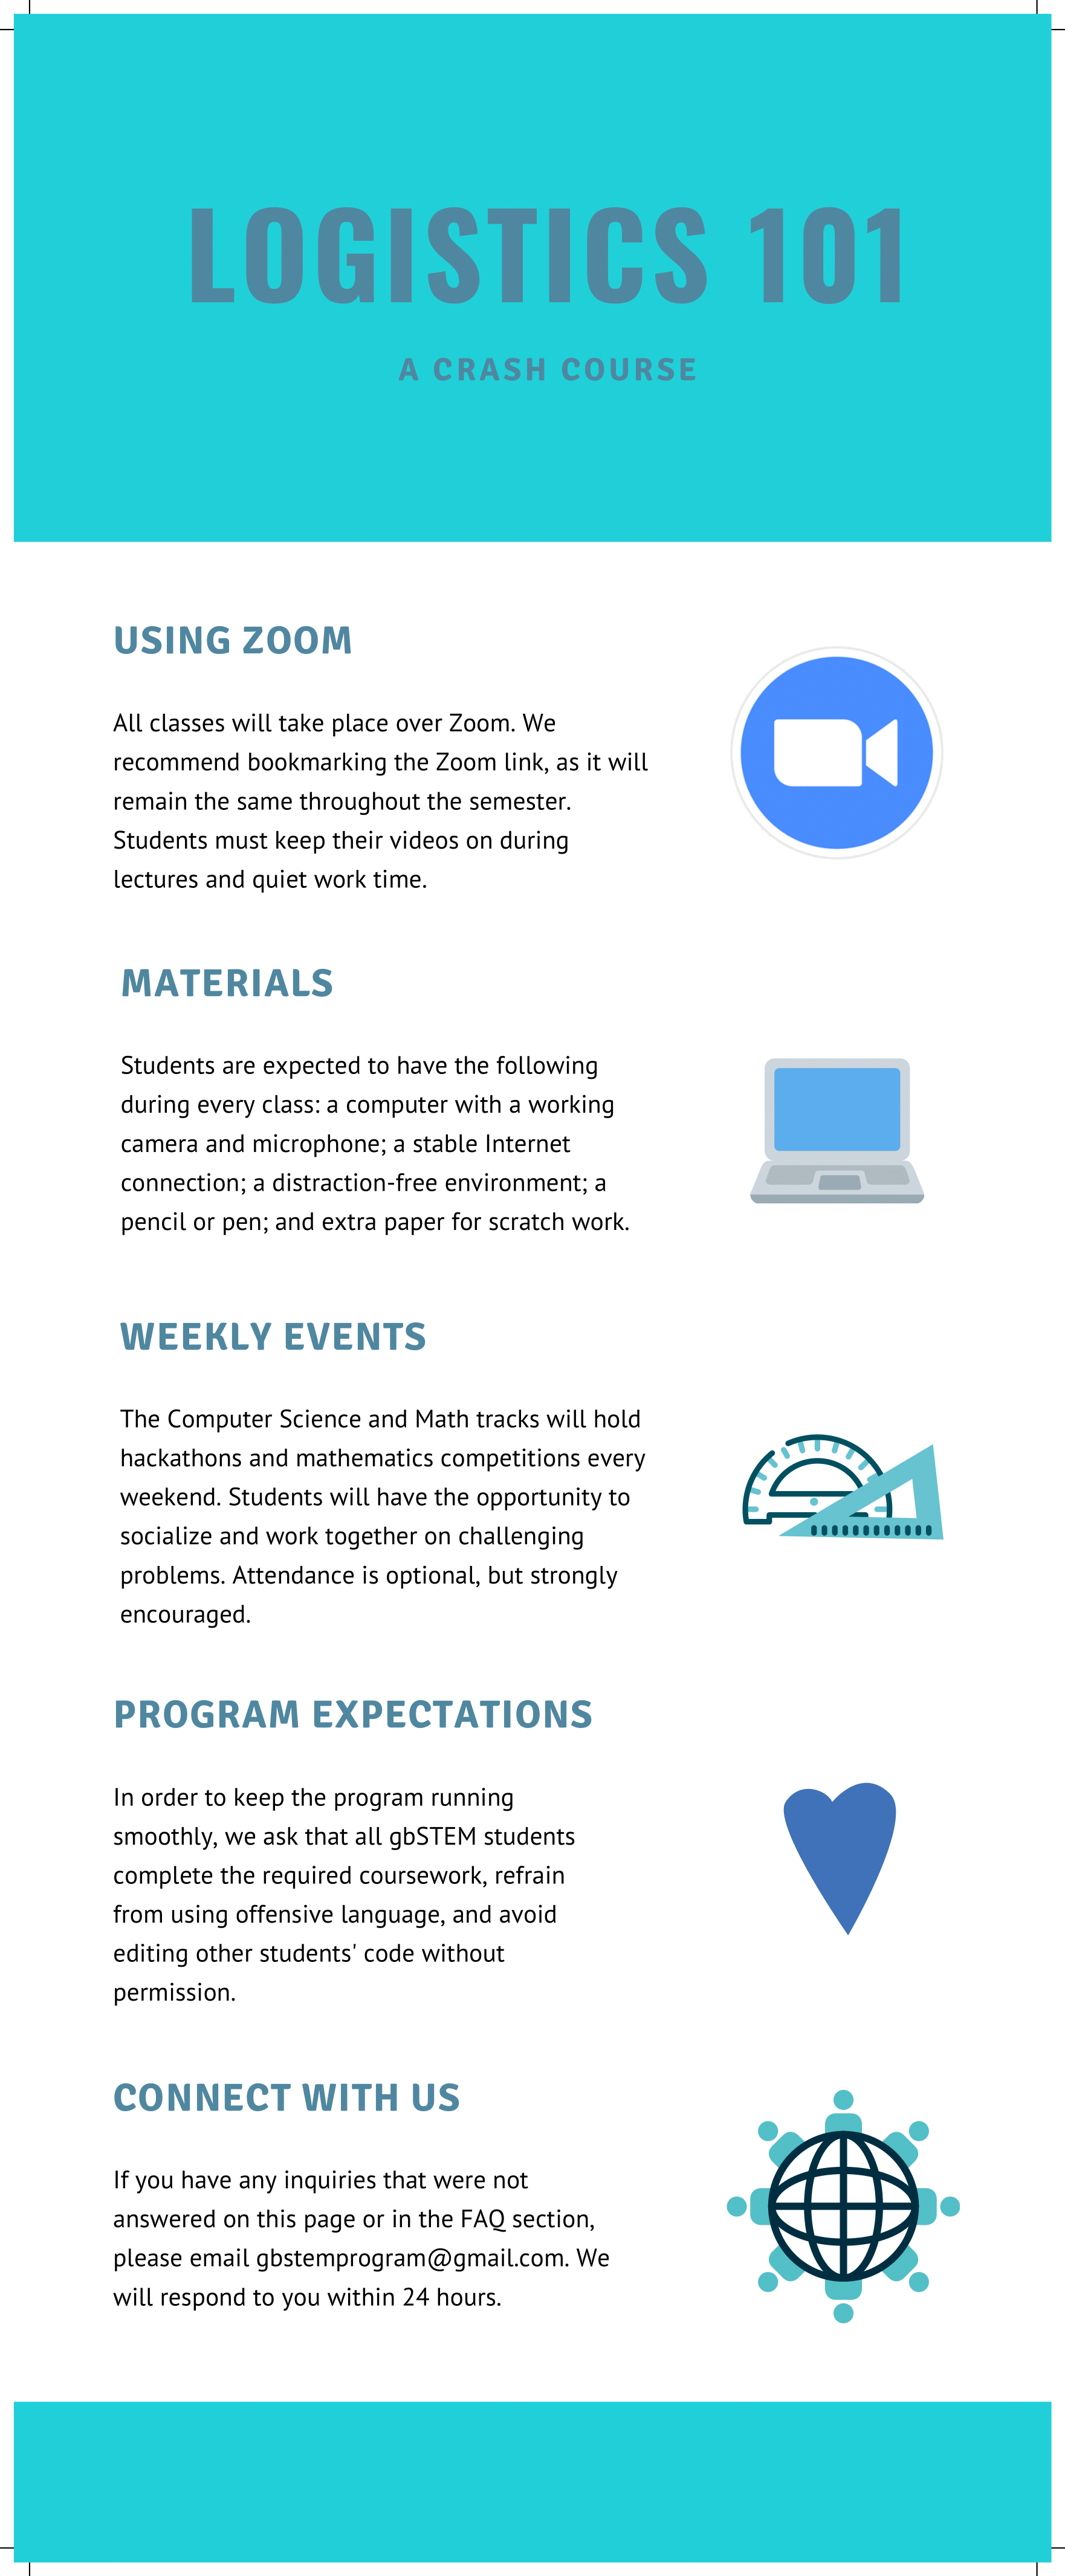 LOGISTICS 101
A CRASH COURSE
USING ZOOM
All classes will take place over Zoom. We
recommend bookmarking the Zoom link, as it will
remain the same throughout the semester.
Students must keep their videos on during
lectures and quiet work time.
MATERIALS
Students are expected to have the following
during every class: a computer with a working
camera and microphone; a stable Internet
connection; a distraction-free environment; a
pencil or pen; and extra paper for scratch work.
WEEKLY EVENTS
The Computer Science and Math tracks will hold
hackathons and mathematics competitions every
weekend. Students will have the opportunity to
socialize and work together on challenging
problems. Attendance is optional, but strongly
encouraged.
PROGRAM EXPECTATIONS
In order to keep the program running
smoothly, we ask that all gbSTEM students
complete the required coursework, refrain
from using offensive language, and avoid
editing other students' code without
permission.
CONNECT WITH US
If you have any inquiries that were not
answered on this page or in the FAQ section,
please email gbstemprogram@gmail.com. We
will respond to you within 24 hours.